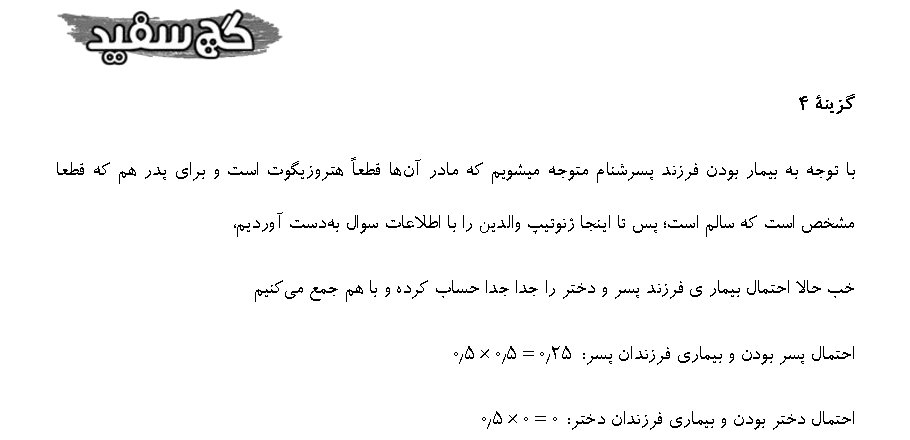 گچ سفید
گزینهٔ ۴
با توجه به بیمار بودن فرزند پسرشنام متوجه میشویم که مادر آن‌ها قطعاً هتروزیگوت است و برای پدر هم که قطعا
مشخص است که سالم است؛ پس تا اینجا ژنوتیپ والدین را با اطلاعات سوال به‌دست آوردیم.
خب حالا احتمال بیمار ی فرزند پسر و دختر را جدا جدا حساب کرده و با هم جمع می‌کنیم
احتمال پسر بودن و بیماری فرزندان پسر: ۰٫۵ × ۰٫۵ = ۰٫۲۵
احتمال دختر بودن و بیماری فرزندان دختر: ۰٫۵ × ۰ = ۰